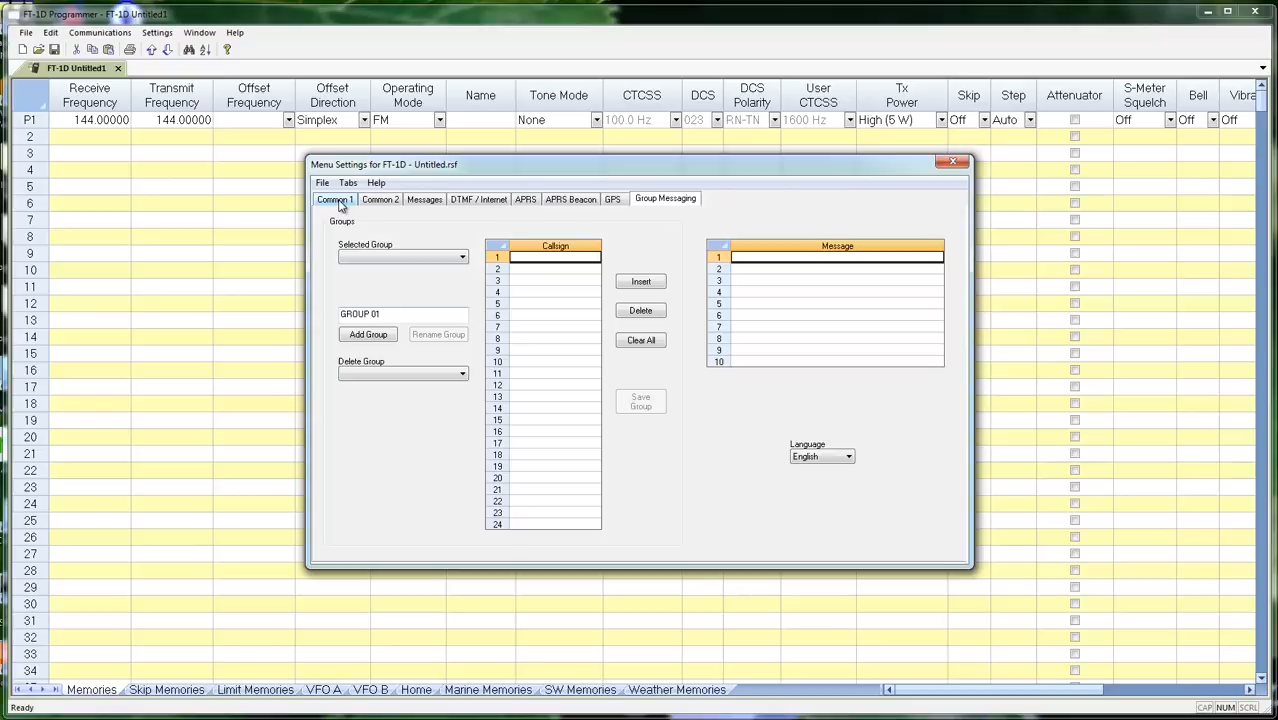 FT-1D Programmer - FT-1D Untitled1
File Edit Communications Settings Window Help
FT-1D Untitled1
Receive Frequency Transmit Frequency Offset Frequency Offset Direction Operating Mode Name Tone Mode CTCSS DCS DCS Polarity User CTCSS Tx Power Skip Step Attenuator S-Meter Squelch Bell Vibra
P1 144.00000 144.00000 Simplex FM None 100.0 Hz 023 RN-TN 1600 Hz High (5 W) Off Auto Off Off Off
2
3
4
5
6
7
8
9
10
11
12
13
14
15
16
17
18
19
20
21
22
23
24
25
26
27
28
29
30
31
32
33
34
Menu Settings for FT-1D - Untitled.rsf
File Tabs Help
Common 1 Common 2 Messages DTMF / Internet APRS APRS Beacon GPS Group Messaging
Groups
Selected Group
GROUP 01
Add Group Rename Group
Delete Group
Callsign
1
2
3
4
5
6
7
8
9
10
11
12
13
14
15
16
17
18
19
20
21
22
23
24
Insert
Delete
Clear All
Save
Group
Message
1
2
3
4
5
6
7
8
9
10
Language
English
Memories Skip Memories Limit Memories VFO A VFO B Home Marine Memories SW Memories Weather Memories
Ready CAP NUM SCRL